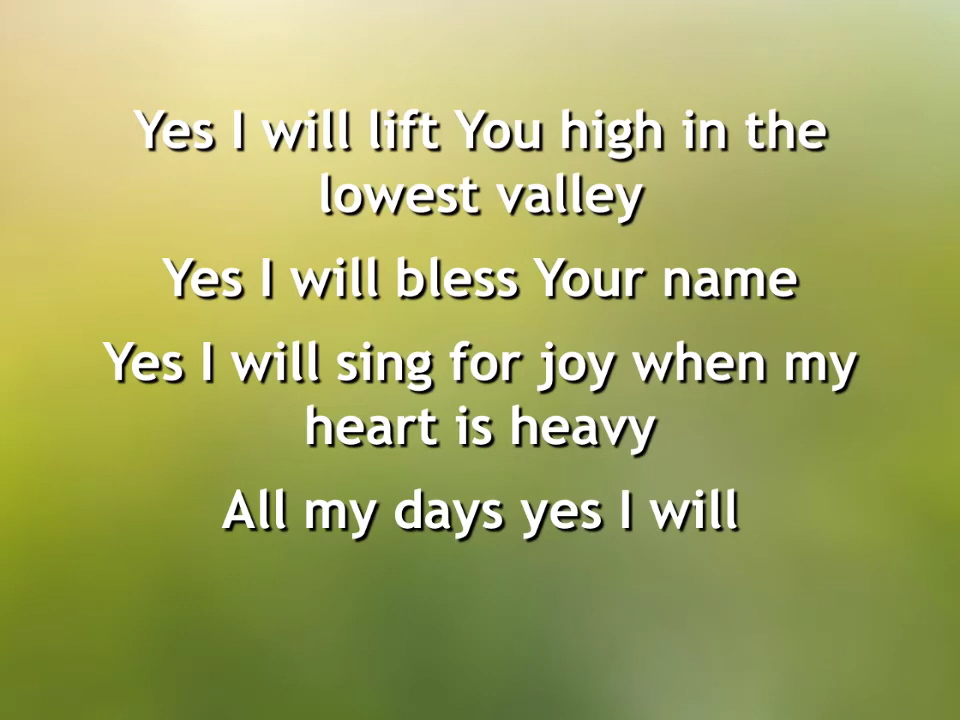 Yes I will lift You high in the
lowest valley
Yes I will bless Your name
Yes I will sing for joy when my
heart is heavy
All my days yes I will